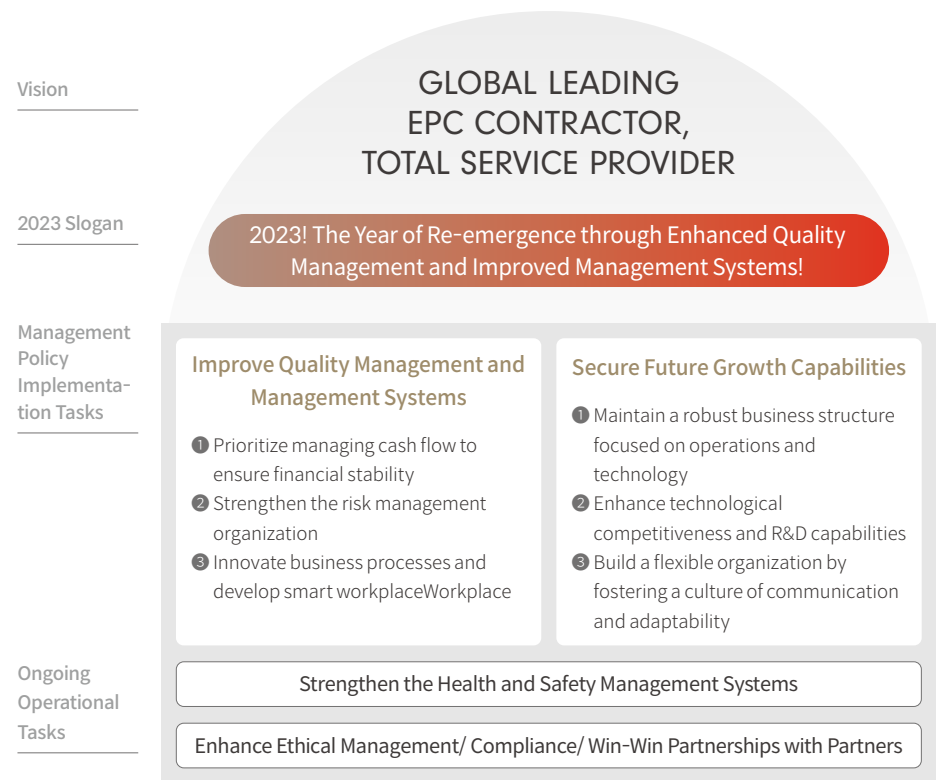 Vision
GLOBAL LEADING
EPC CONTRACTOR,
TOTAL SERVICE PROVIDER
2023 Slogan
2023! The Year of Re-emergence through Enhanced Quality
Management and Improved Management Systems!
Management
Policy
Implementa-
tion Tasks
Improve Quality Management and
Management Systems
❶ Prioritize managing cash flow to
ensure financial stability
❷ Strengthen the risk management
organization
❸ Innovate business processes and
develop smart workplaceWorkplace
Secure Future Growth Capabilities
❶ Maintain a robust business structure
focused on operations and
technology
❷ Enhance technological
competitiveness and R&D capabilities
❸ Build a flexible organization by
fostering a culture of communication
and adaptability
Ongoing
Operational
Tasks
Strengthen the Health and Safety Management Systems
Enhance Ethical Management/ Compliance/ Win-Win Partnerships with Partners